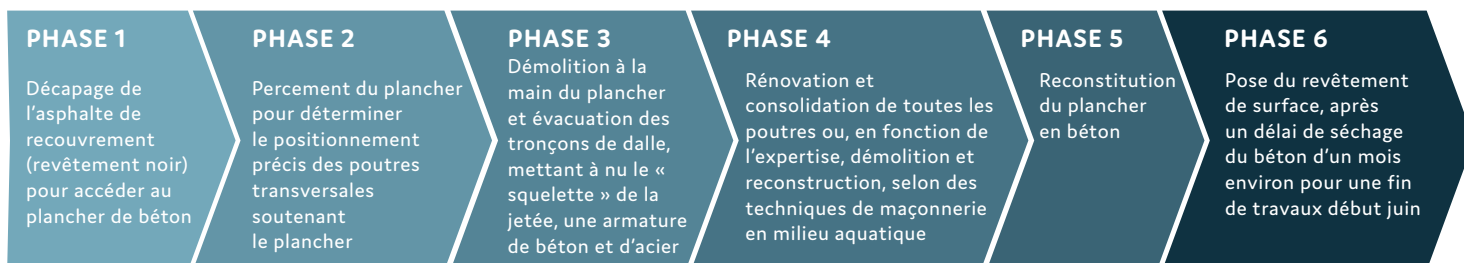 PHASE 1
Décapage de
l'asphalte de
recouvrement
(revêtement noir)
pour accéder au
plancher de béton
PHASE 2
Percement du plancher
pour déterminer
le positionnement
précis des poutres
transversales
soutenant
le plancher
PHASE 3
Démolition à la
main du plancher
et évacuation des
tronçons de dalle,
mettant à nu le «
squelette » de la
jetée, une armature
de béton et d'acier
PHASE 4
Rénovation et
consolidation de toutes les
poutres ou, en fonction de
l'expertise, démolition et
reconstruction, selon des
techniques de maçonnerie
en milieu aquatique
PHASE 5
Reconstitution
du plancher
en béton
PHASE 6
Pose du revêtement
de surface, après
un délai de séchage
du béton d'un mois
environ pour une fin
de travaux début juin